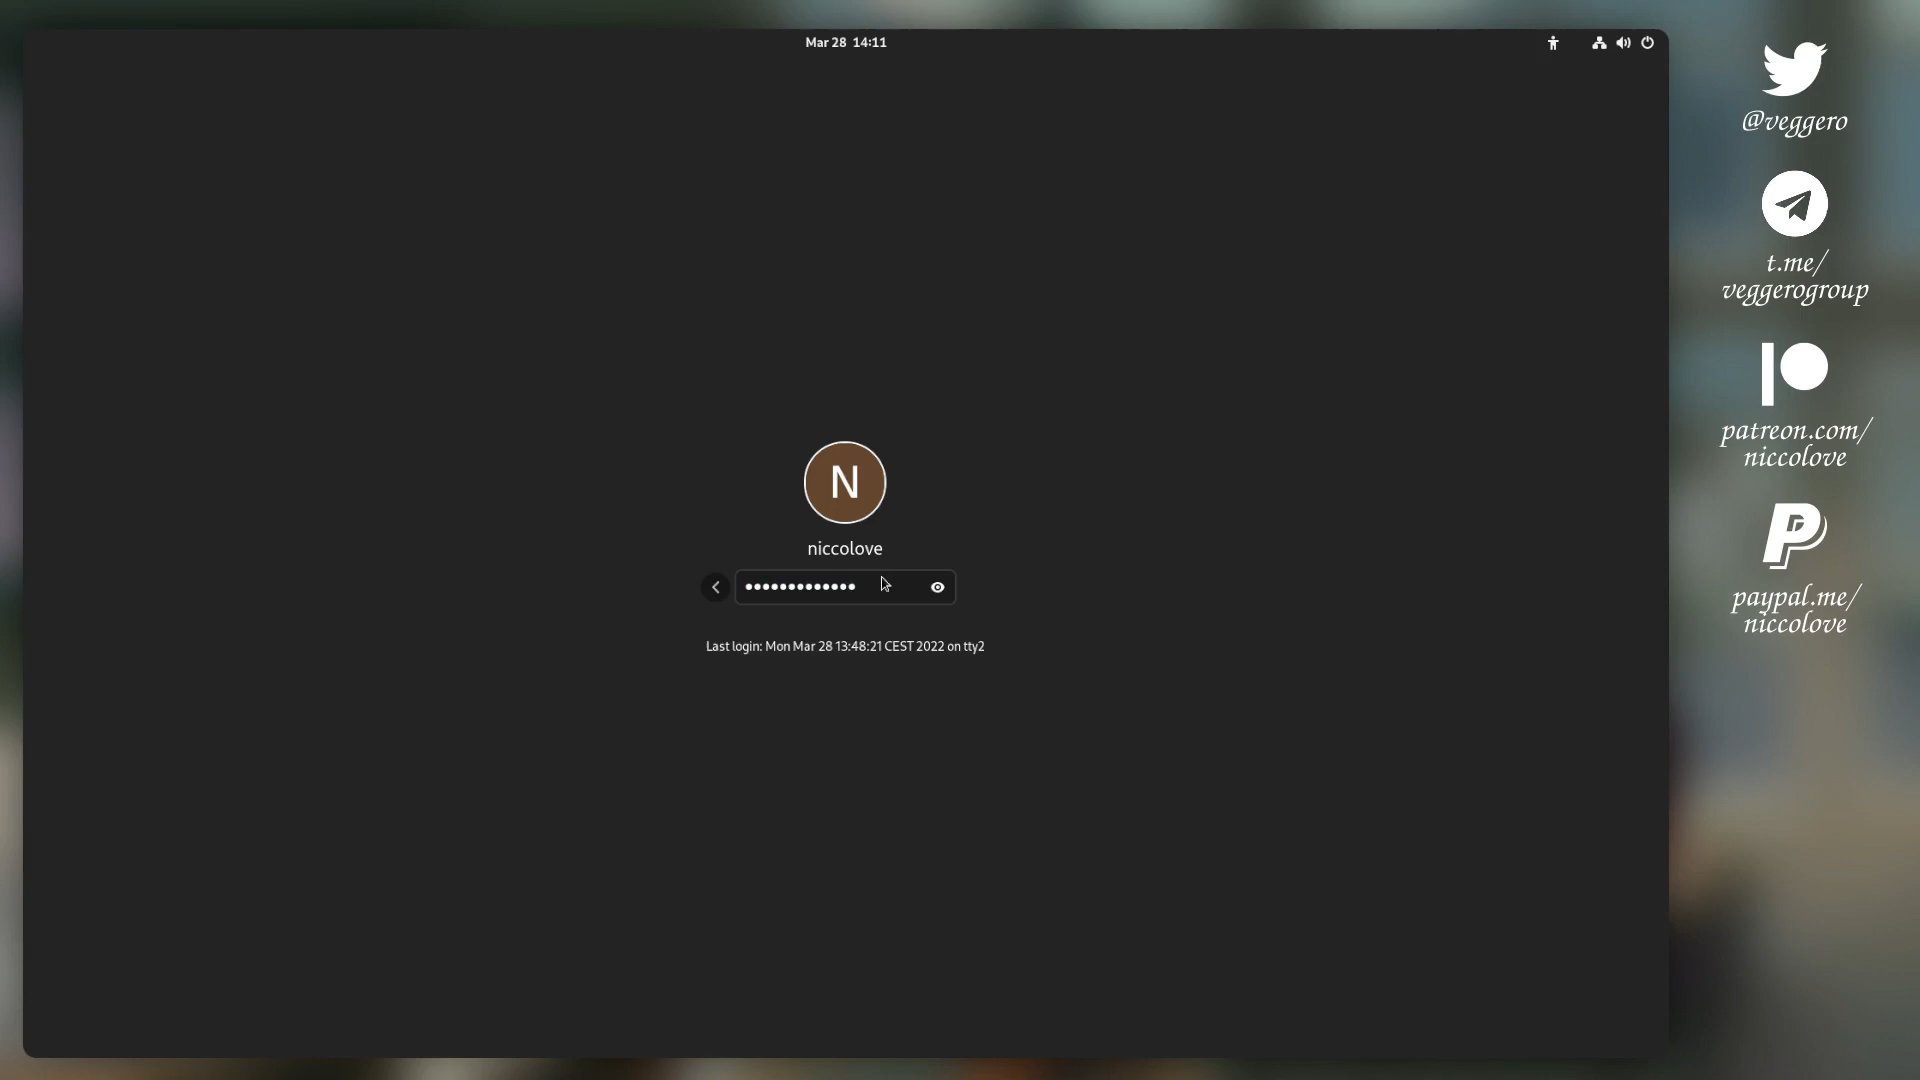 Mar 28 14:11
N
niccolove
●●●●●●●●●●●●●
Last login: Mon Mar 28 13:48:21 CEST 2022 on tty2
@veggero
t.me/
veggerogroup
patreon.com/
niccolove
paypal.me/
niccolove